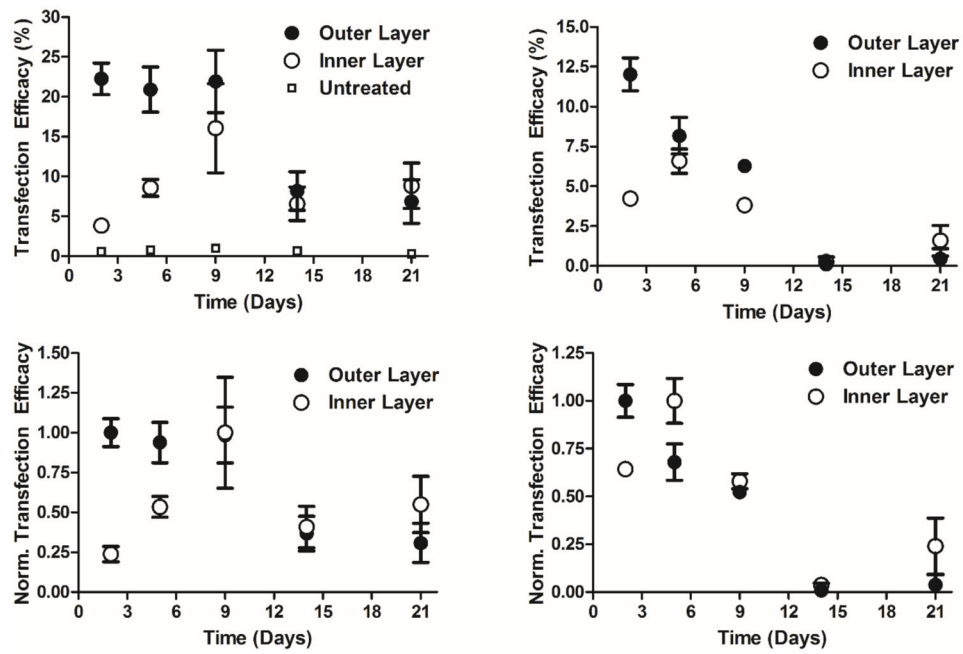 Transfection Efficacy (%)
30
25
20
15
10
5
0
Outer Layer
Inner Layer
Untreated
0 3 6 9 12 15 18 21
Time (Days)
Transfection Efficacy (%)
15.0
12.5
10.0
7.5
5.0
2.5
0.0
Outer Layer
Inner Layer
0 3 6 9 12 15 18 21
Time (Days)
Norm. Transfection Efficacy
1.50
1.25
1.00
0.75
0.50
0.25
0.00
Outer Layer
Inner Layer
0 3 6 9 12 15 18 21
Time (Days)
Norm. Transfection Efficacy
1.25
1.00
0.75
0.50
0.25
0.00
Outer Layer
Inner Layer
0 3 6 9 12 15 18 21
Time (Days)